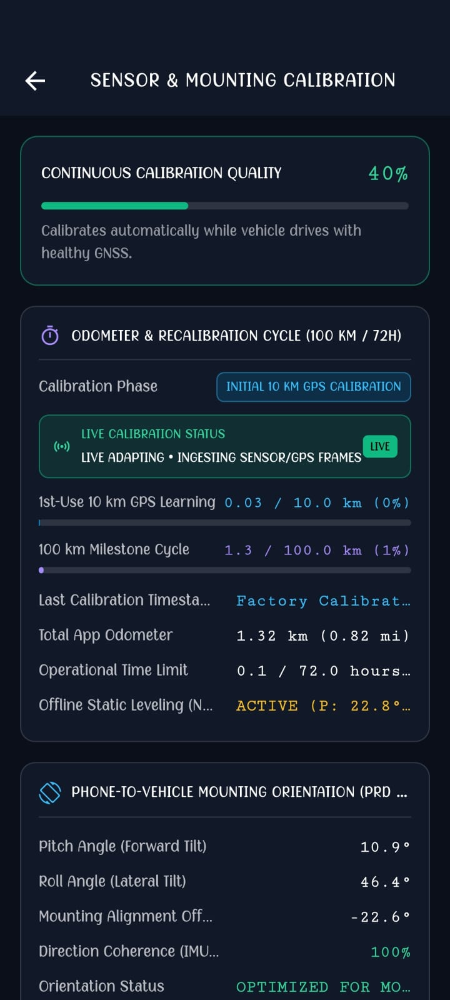 SENSOR & MOUNTING CALIBRATION
CONTINUOUS CALIBRATION QUALITY 40%
Calibrates automatically while vehicle drives with
healthy GNSS.
ODOMETER & RECALIBRATION CYCLE (100 KM / 72H)
Calibration Phase INITIAL 10 KM GPS CALIBRATION
LIVE CALIBRATION STATUS
LIVE ADAPTING • INGESTING SENSOR/GPS FRAMES LIVE
1st-Use 10 km GPS Learning 0.03 / 10.0 km (0%)
100 km Milestone Cycle 1.3 / 100.0 km (1%)
Last Calibration Timesta... Factory Calibrat…
Total App Odometer 1.32 km (0.82 mi)
Operational Time Limit 0.1 / 72.0 hours…
Offline Static Leveling (N... ACTIVE (P: 22.8°…
PHONE-TO-VEHICLE MOUNTING ORIENTATION (PRD ...
Pitch Angle (Forward Tilt) 10.9°
Roll Angle (Lateral Tilt) 46.4°
Mounting Alignment Off... -22.6°
Direction Coherence (IMU... 100%
Orientation Status OPTIMIZED FOR MO…